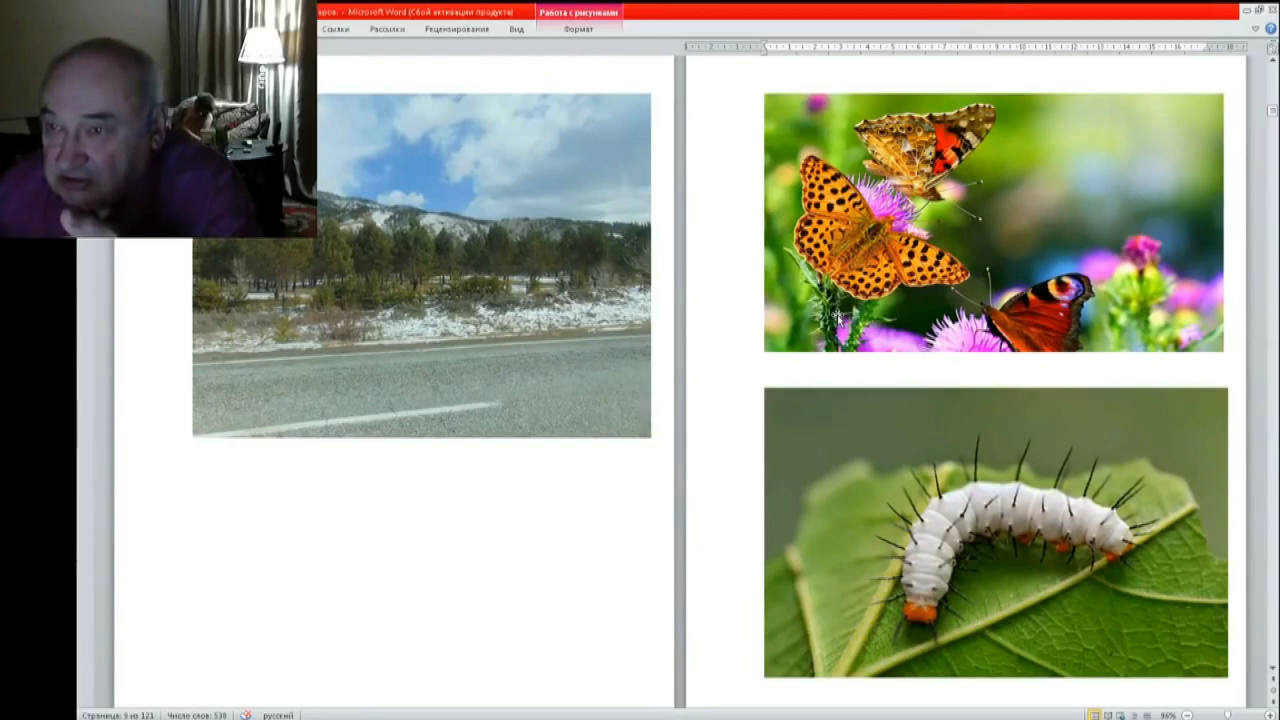 аров. - Microsoft Word (Сбой активации продукта)
Работа с рисунками
Ссылки Рассылки Рецензирование Вид Формат
Страница: 9 из 121 Число слов: 538 русский 96%